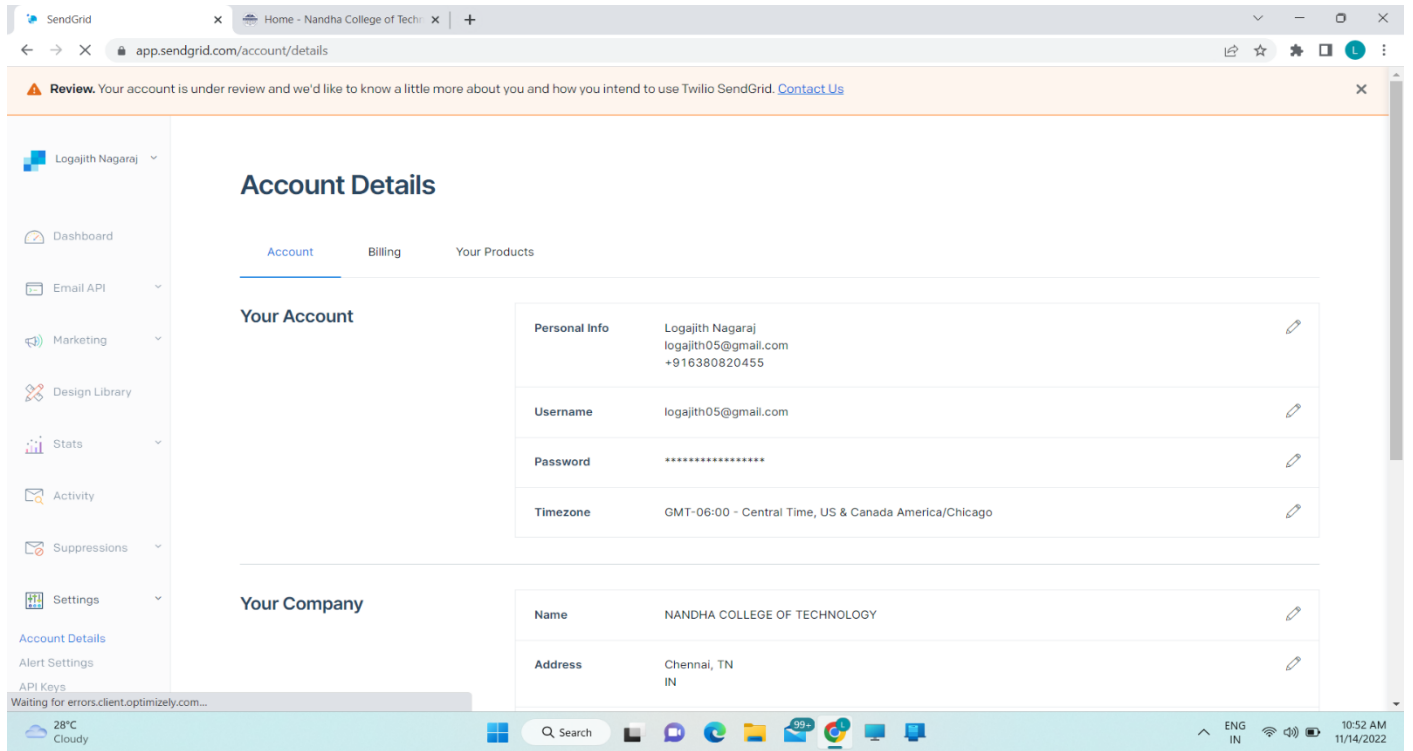 SendGrid
Home - Nandha College of Techn
app.sendgrid.com/account/details
L
Review. Your account is under review and we'd like to know a little more about you and how you intend to use Twilio SendGrid. Contact Us
Logajith Nagaraj
Dashboard
Email API
Marketing
Design Library
Stats
Activity
Suppressions
Settings
Account Details
Alert Settings
API Keys
Account Details
Account Billing Your Products
Your Account
Personal Info Logajith Nagaraj
logajith05@gmail.com
+916380820455
Username logajith05@gmail.com
Password *****************
Timezone GMT-06:00 - Central Time, US & Canada America/Chicago
Your Company
Name NANDHA COLLEGE OF TECHNOLOGY
Address Chennai, TN
IN
Waiting for errors.client.optimizely.com...
28°C
Cloudy
Search
99+
L
ENG
IN
10:52 AM
11/14/2022